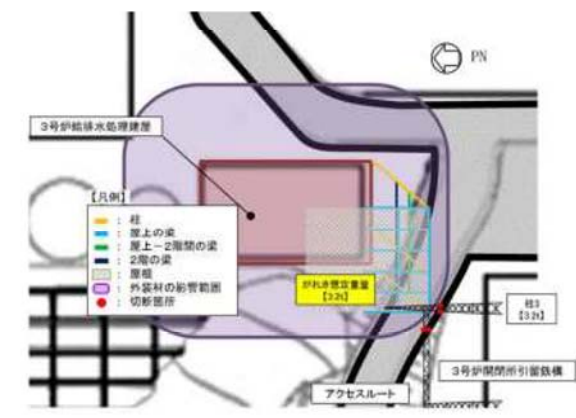 PN
3号炉給排水処理建屋
【凡例】
：柱
：屋上の梁
：屋上－2階間の梁
：2階の梁
：屋根
：外装材の影響範囲
：切断箇所
がれき想定重量
【3.2t】
柱3
【3.2t】
3号炉開閉所引留鉄構
アクセスルート